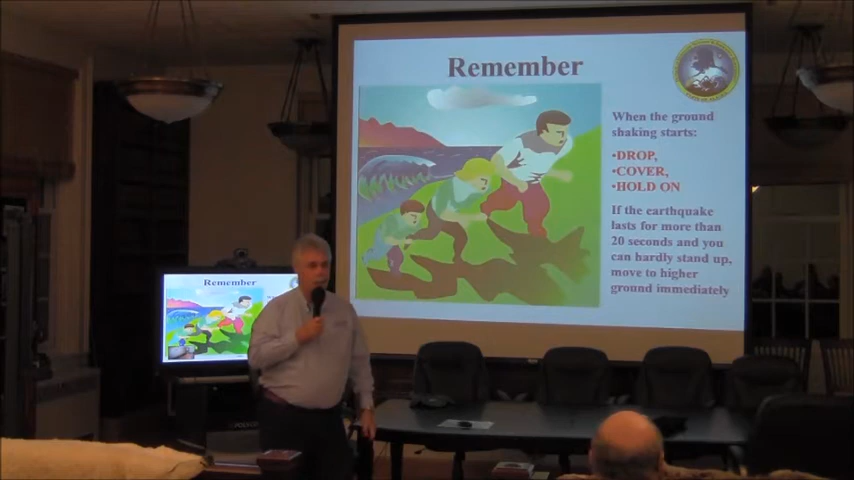 Remember
When the ground
shaking starts:
•DROP,
•COVER,
•HOLD ON
If the earthquake
lasts for more than
20 seconds and you
can hardly stand up,
move to higher
ground immediately
Remember